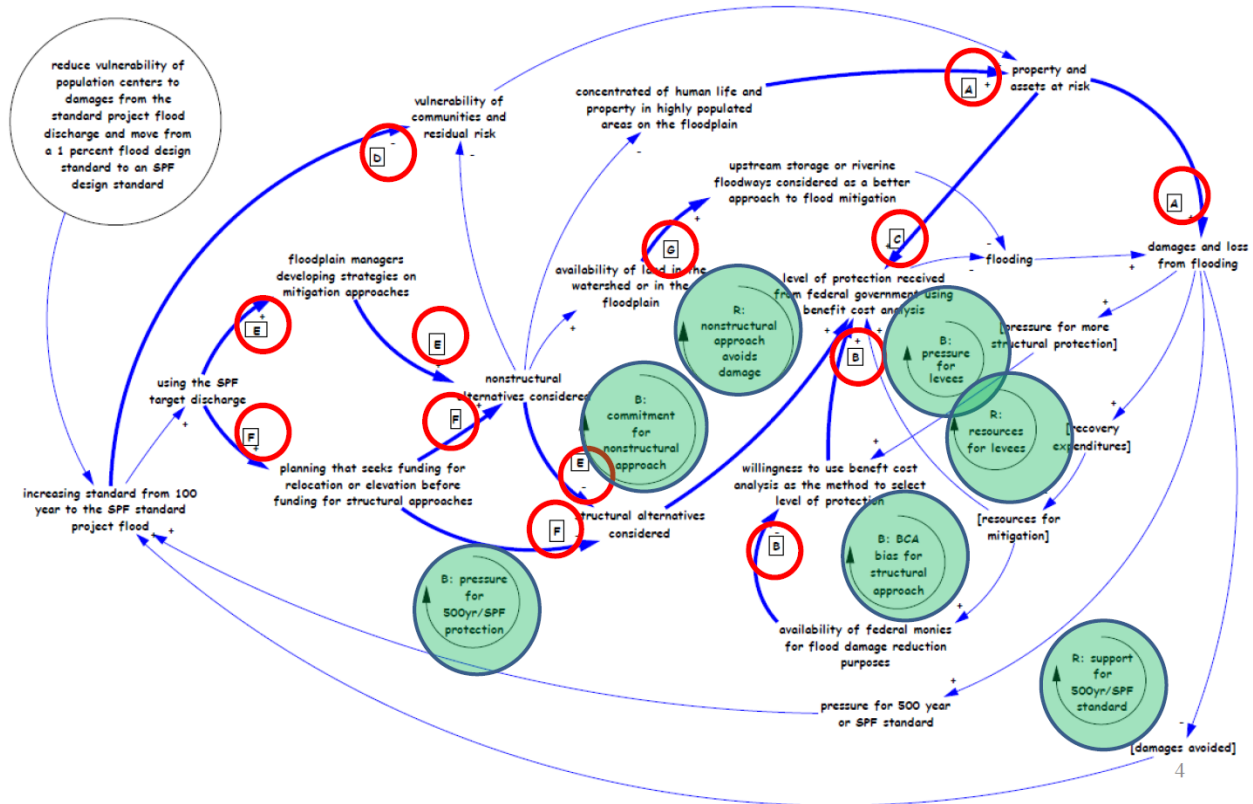 reduce vulnerability of
population centers to
damages from the
standard project flood
discharge and move from
a 1 percent flood design
standard to an SPF
design standard
vulnerability of
communities and
residual risk
-
D
-
concentrated of human life and
property in highly populated
areas on the floodplain
-
property and
assets at risk
A
+
upstream storage or riverine
floodways considered as a better
approach to flood mitigation
+
G
A
+
C
+
floodplain managers
developing strategies on
mitigation approaches
+
E
availability of land in the
watershed or in the
floodplain
+
level of protection received
from federal government using
benefit cost analysis
+
+
+
B
-
-
flooding
+
damages and loss
from flooding
R:
nonstructural
approach
avoids
damage
B:
pressure
for
levees
[pressure for more
structural protection]
+
E
+
using the SPF
target discharge
+
nonstructural
alternatives considered
+
F
F
+
B:
commitment
for
nonstructural
approach
R:
resources
for levees
[recovery
expenditures]
+
planning that seeks funding for
relocation or elevation before
funding for structural approaches
E
-
willingness to use beneft cost
analysis as the method to select
level of protection
+
increasing standard from 100
year to the SPF standard
project flood
+
+
F
-
structural alternatives
considered
-
B
[resources for
mitigation]
-
B: BCA
bias for
structural
approach
B: pressure
for
500yr/SPF
protection
availability of federal monies
for flood damage reduction
purposes
+
R: support
for
500yr/SPF
standard
pressure for 500 year
or SPF standard
+
-
[damages avoided]
4